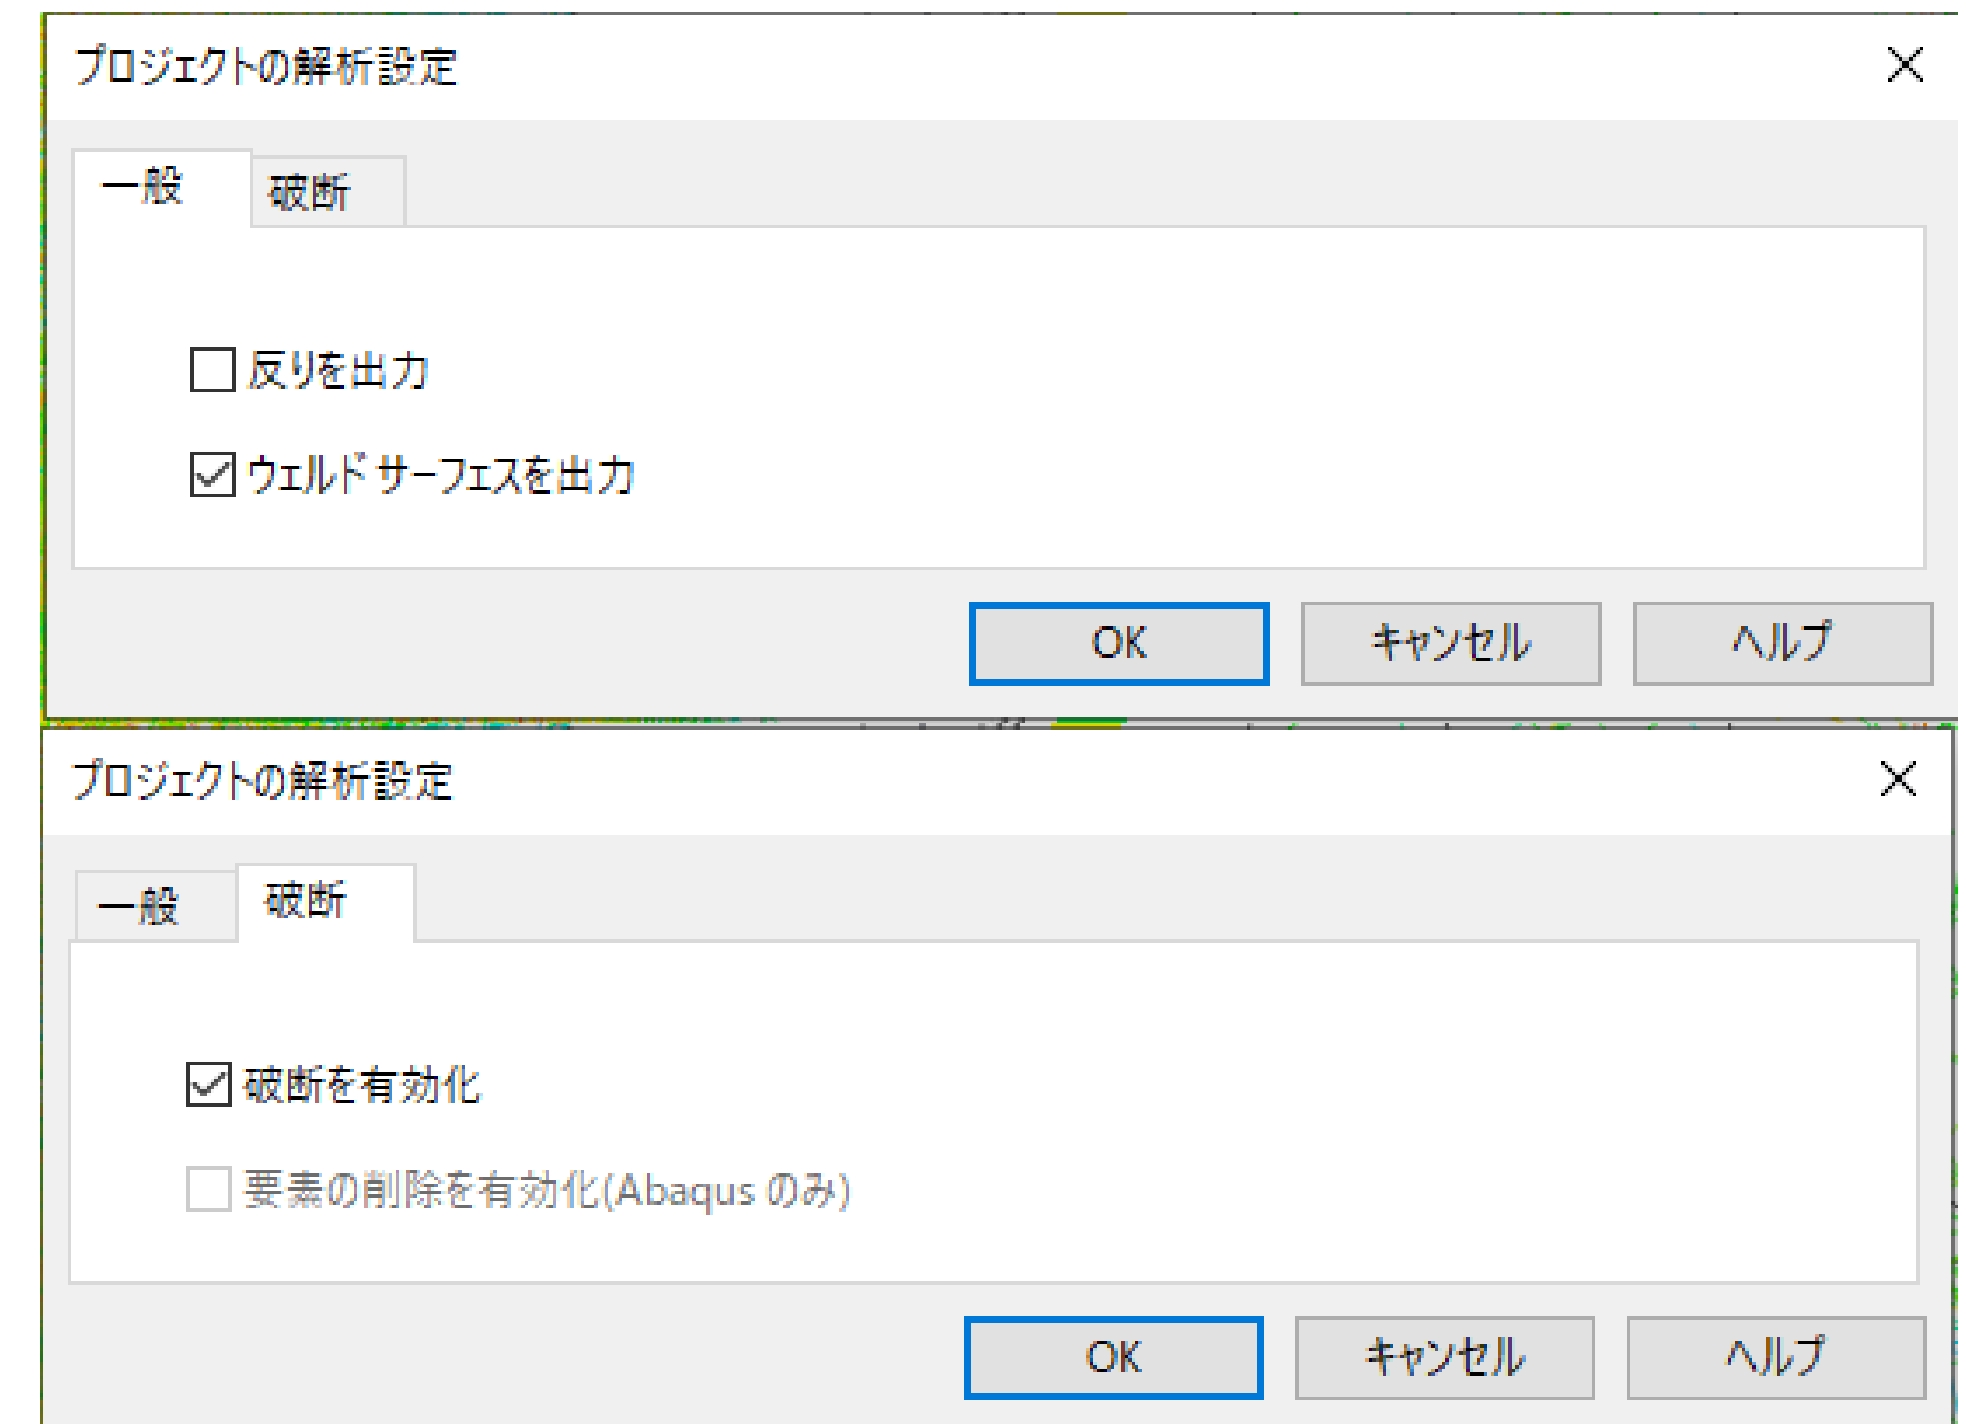 プロジェクトの解析設定
一般 破断
反りを出力
ウェルド サーフェスを出力
OK キャンセル ヘルプ
プロジェクトの解析設定
一般 破断
破断を有効化
要素の削除を有効化(Abaqus のみ)
OK キャンセル ヘルプ